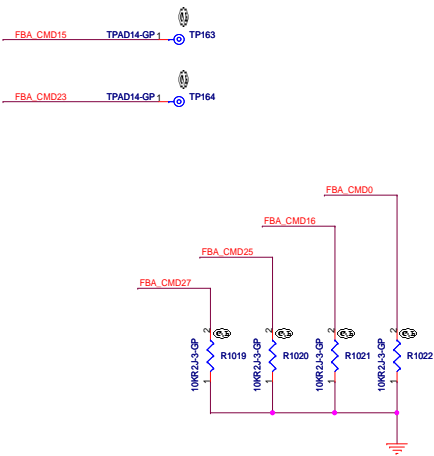 FBA_CMD15 TPAD14-GP 1 TP163
FBA_CMD23 TPAD14-GP 1 TP164
FBA_CMD0
FBA_CMD16
FBA_CMD25
FBA_CMD27
2 2 2 2
10KR2J-3-GP R1019 10KR2J-3-GP R1020 10KR2J-3-GP R1021 10KR2J-3-GP R1022
1 1 1 1